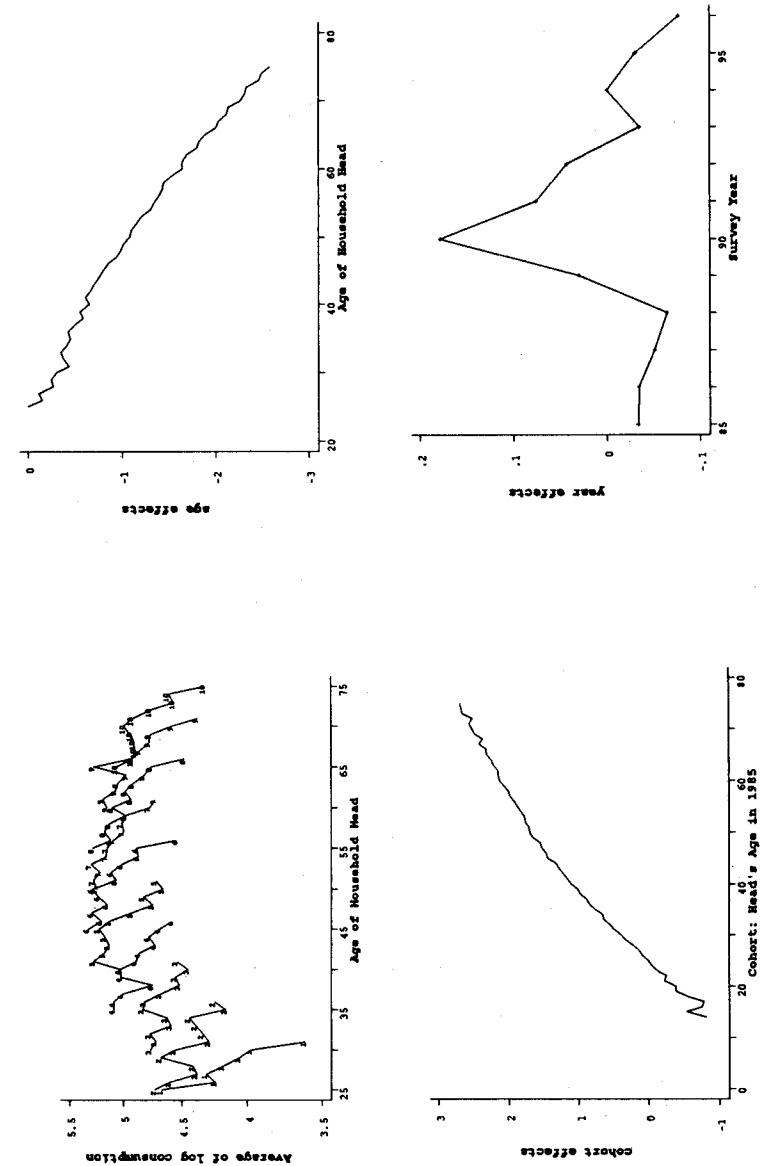 Average of log consumption
5.5
5
4.5
4
3.5
25 35 45 55 65 75
Age of Household Head
age effects
0
-1
-2
-3
20 40 60 80
Age of Household Head
cohort effects
3
2
1
0
-1
0 20 40 60 80
Cohort: Head's Age in 1985
year effects
.2
.1
0
-.1
85 90 95
Survey Year